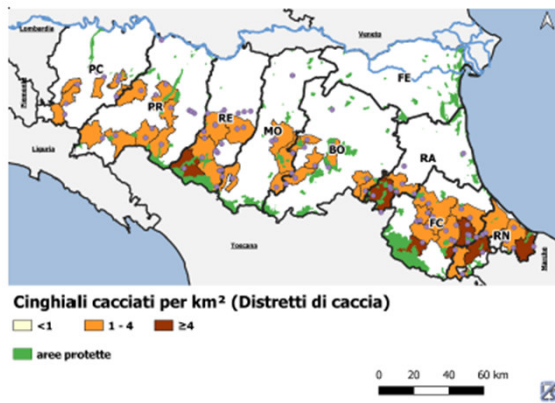 Lombardia
Veneto
Piemonte
PC
FE
PR
RE
MO
BO
Liguria
RA
Toscana
FC
RN
Marche
Cinghiali cacciati per km² (Distretti di caccia)
<1 1 - 4 ≥4
aree protette
0 20 40 60 km